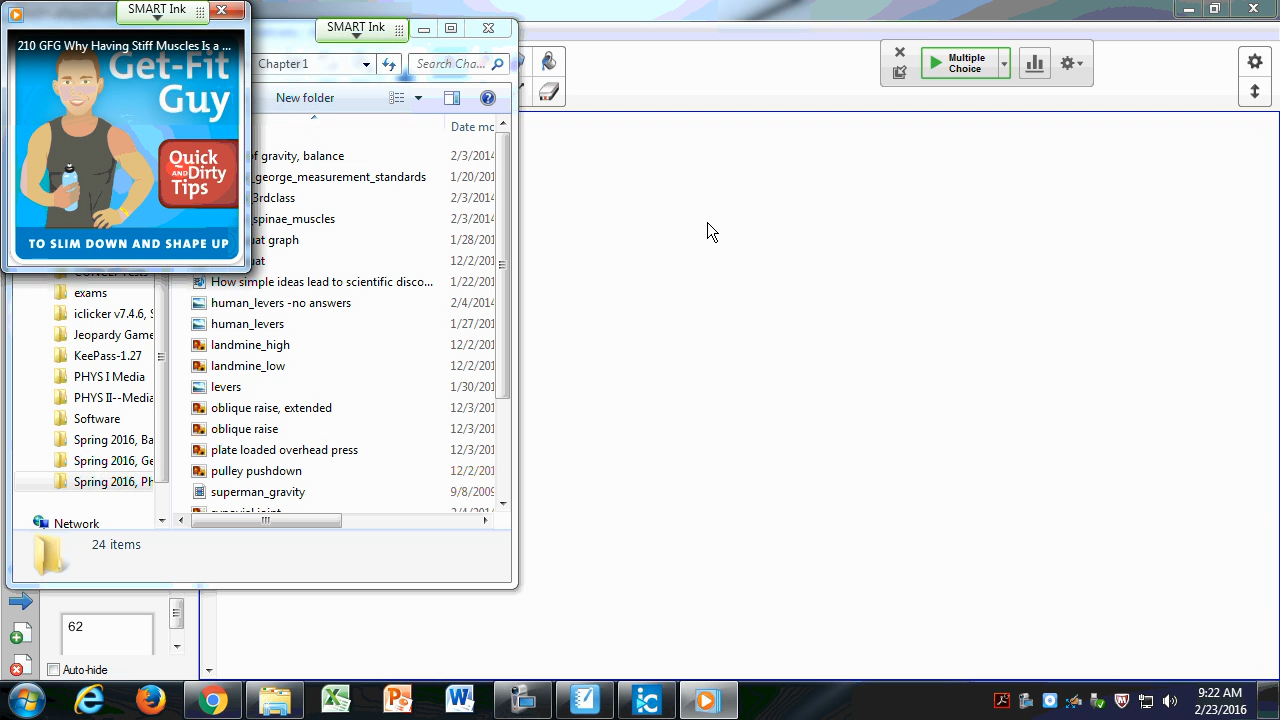 SMART Ink
210 GFG Why Having Stiff Muscles Is a ...
Get-Fit
Guy
Quick
AND Dirty
Tips
TO SLIM DOWN AND SHAPE UP
SMART Ink
Chapter 1
Search Cha...
New folder
Date mo
of gravity, balance 2/3/2014
_george_measurement_standards 1/20/201
3rdclass 2/3/2014
_spinae_muscles 2/3/2014
uat graph 1/28/201
uat 12/2/201
How simple ideas lead to scientific disco... 1/22/201
human_levers -no answers 2/4/2014
human_levers 1/27/201
landmine_high 12/2/201
landmine_low 12/2/201
levers 1/30/201
oblique raise, extended 12/3/201
oblique raise 12/3/201
plate loaded overhead press 12/3/201
pulley pushdown 12/2/201
superman_gravity 9/8/2009
exams
iclicker v7.4.6, S
Jeopardy Game
KeePass-1.27
PHYS I Media
PHYS II--Media
Software
Spring 2016, Ba
Spring 2016, Ge
Spring 2016, Ph
Network
24 items
Multiple
Choice
62
Auto-hide
9:22 AM
2/23/2016